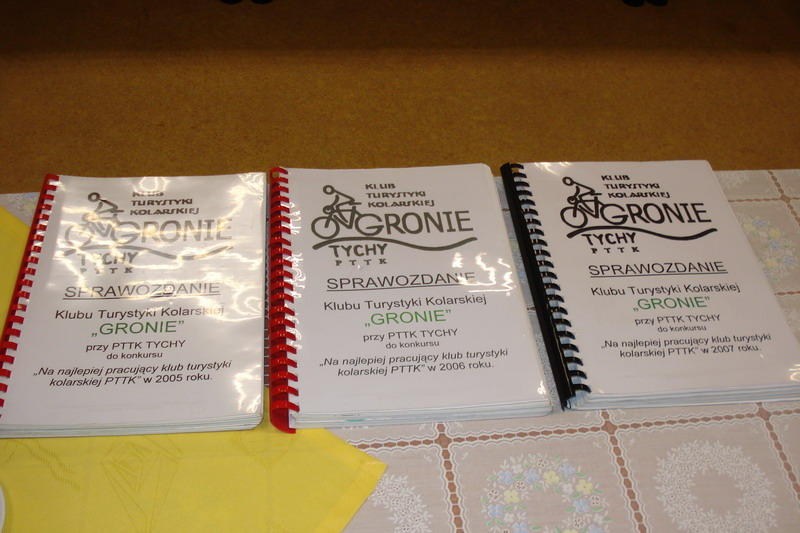 KLUB
TURYSTYKI
KOLARSKIEJ
GRONIE
TYCHY
PTTK
SPRAWOZDANIE
Klubu Turystyki Kolarskiej
„GRONIE”
przy PTTK TYCHY
do konkursu
„Na najlepiej pracujący klub turystyki
kolarskiej PTTK” w 2005 roku.
KLUB
TURYSTYKI
KOLARSKIEJ
GRONIE
TYCHY
PTTK
SPRAWOZDANIE
Klubu Turystyki Kolarskiej
„GRONIE”
przy PTTK TYCHY
do konkursu
„Na najlepiej pracujący klub turystyki
kolarskiej PTTK” w 2006 roku.
KLUB
TURYSTYKI
KOLARSKIEJ
GRONIE
TYCHY
PTTK
SPRAWOZDANIE
Klubu Turystyki Kolarskiej
„GRONIE”
przy PTTK TYCHY
do konkursu
„Na najlepiej pracujący klub turystyki
kolarskiej PTTK” w 2007 roku.